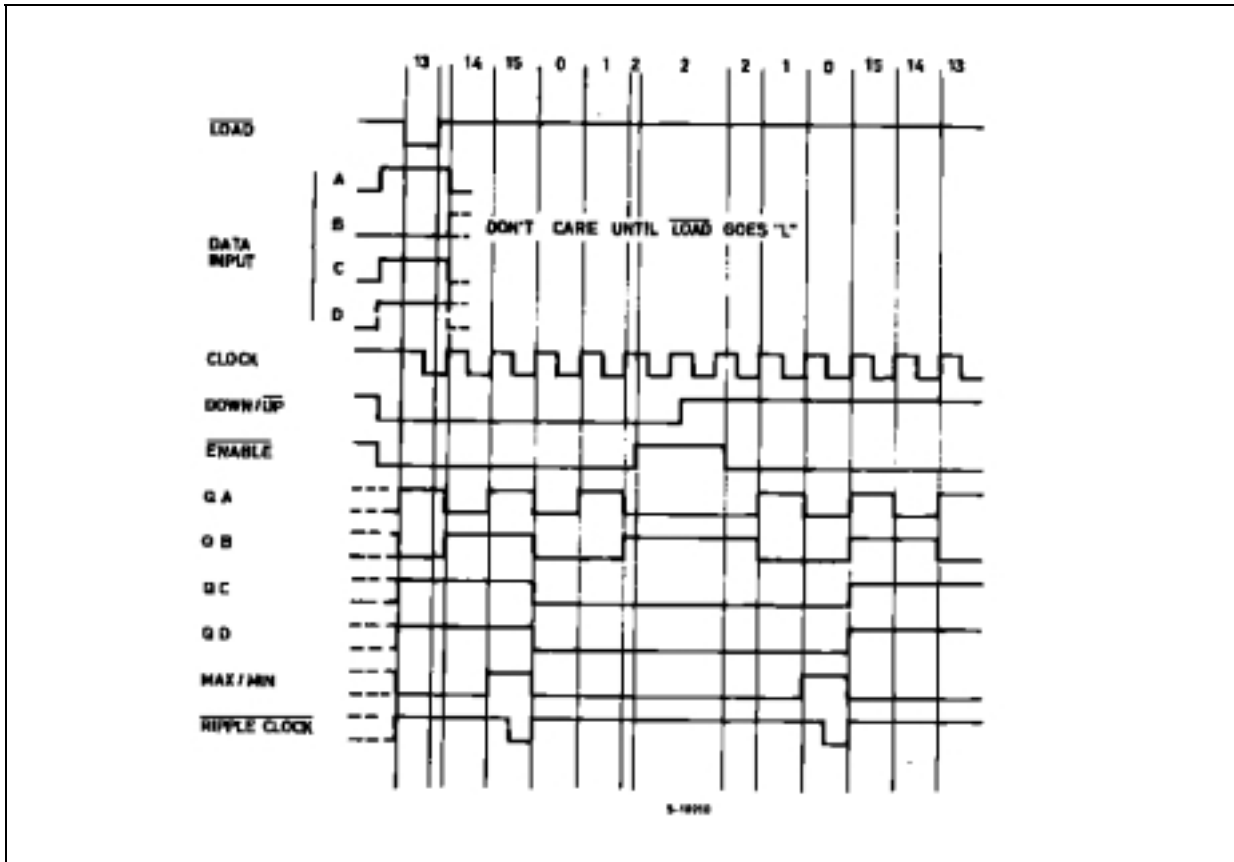 13 14 15 0 1 2 2 2 1 0 15 14 13
LOAD
A
B
DON'T CARE UNTIL LOAD GOES "L"
DATA
INPUT
C
D
CLOCK
DOWN/UP
ENABLE
Q A
Q B
Q C
Q D
MAX/MIN
RIPPLE CLOCK